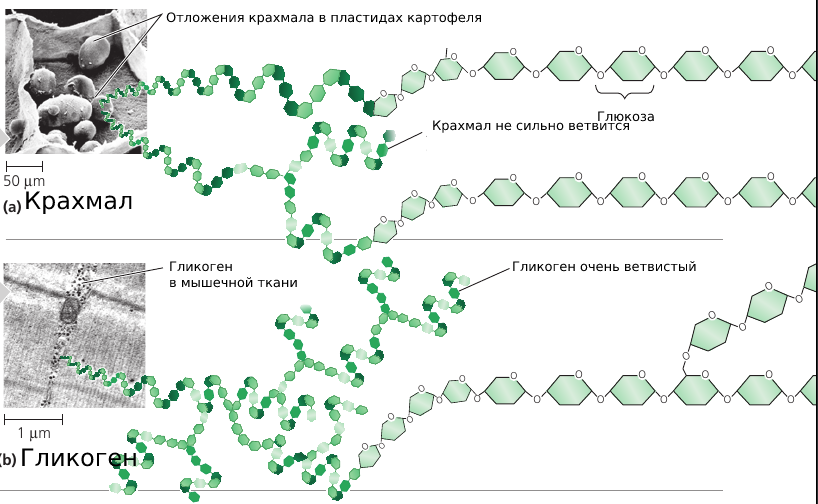 Отложения крахмала в пластидах картофеля
Глюкоза
Крахмал не сильно ветвится
50 µm
(a) Крахмал
Гликоген
в мышечной ткани
Гликоген очень ветвистый
1 µm
(b) Гликоген